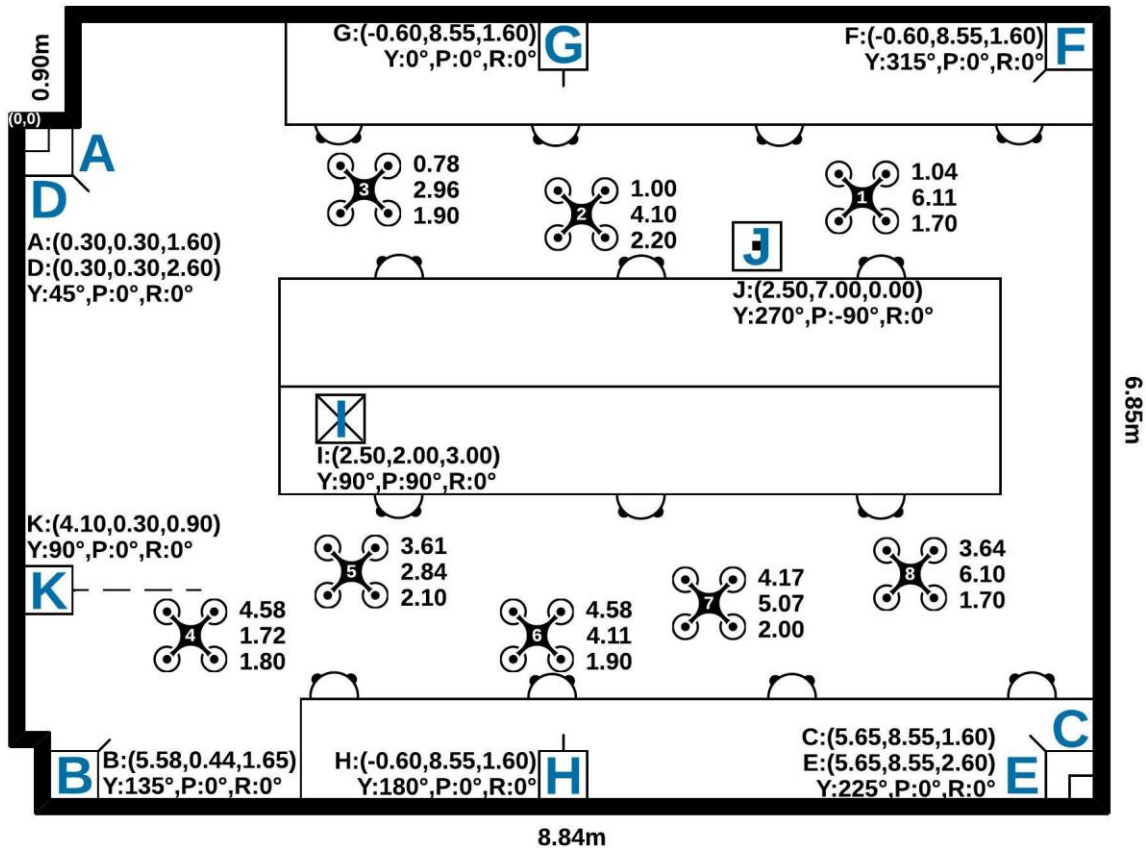 G:(-0.60,8.55,1.60)
Y:0°,P:0°,R:0°
G
F:(-0.60,8.55,1.60)
Y:315°,P:0°,R:0°
F
0.90m
(0,0)
A
D
A:(0.30,0.30,1.60)
D:(0.30,0.30,2.60)
Y:45°,P:0°,R:0°
3
0.78
2.96
1.90
2
1.00
4.10
2.20
1
1.04
6.11
1.70
J
J:(2.50,7.00,0.00)
Y:270°,P:-90°,R:0°
I
I:(2.50,2.00,3.00)
Y:90°,P:90°,R:0°
6.85m
K:(4.10,0.30,0.90)
Y:90°,P:0°,R:0°
K
4
4.58
1.72
1.80
5
3.61
2.84
2.10
6
4.58
4.11
1.90
7
4.17
5.07
2.00
8
3.64
6.10
1.70
B
B:(5.58,0.44,1.65)
Y:135°,P:0°,R:0°
H:(-0.60,8.55,1.60)
Y:180°,P:0°,R:0°
H
C:(5.65,8.55,1.60)
E:(5.65,8.55,2.60)
Y:225°,P:0°,R:0°
C
E
8.84m